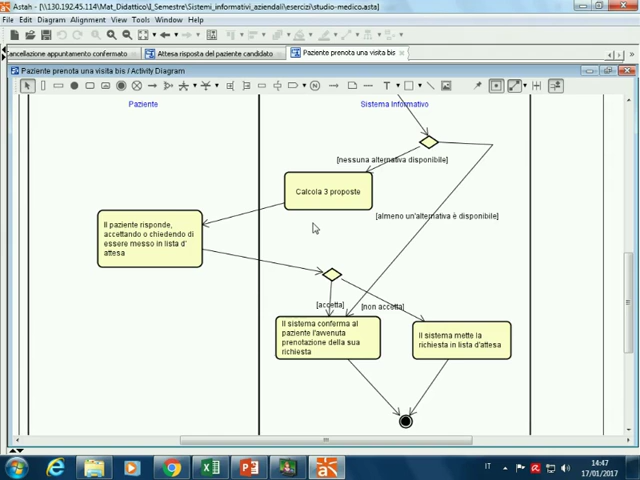 Astah - [\\130.192.45.114\Mat_Didattico\I_Semestre\Sistemi_informativi_aziendali\esercizi\studio-medico.asta]
File Edit Diagram Alignment View Tools Window Help
Cancellazione appuntamento confermato
Attesa risposta del paziente candidato
Paziente prenota una visita bis
Paziente prenota una visita bis / Activity Diagram
Paziente
Sistema Informativo
[nessuna alternativa disponibile]
Calcola 3 proposte
[almeno un'alternativa è disponibile]
Il paziente risponde,
accettando o chiedendo di
essere messo in lista d'
attesa
[accetta]
[non accetta]
Il sistema conferma al
paziente l'avvenuta
prenotazione della sua
richiesta
Il sistema mette la
richiesta in lista d'attesa
IT
14:47
17/01/2017